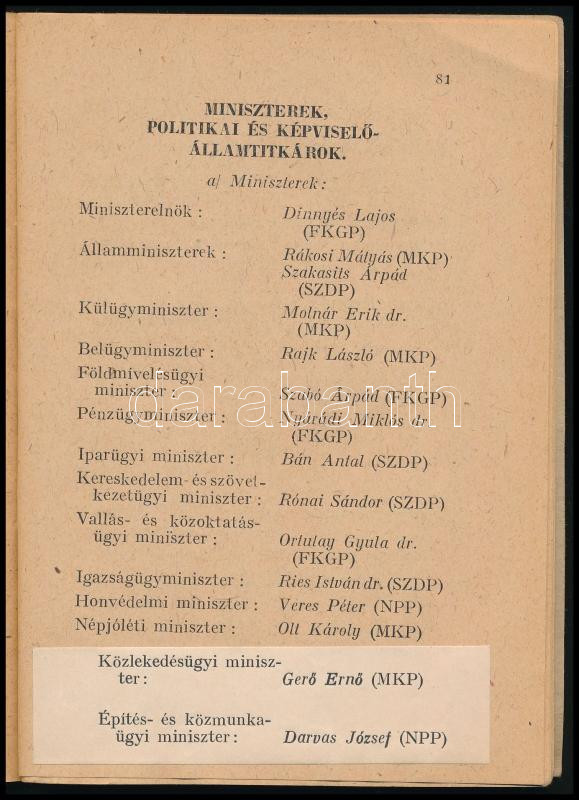 81
MINISZTEREK,
POLITIKAI ÉS KÉPVISELŐ-
ÁLLAMTITKÁROK.
a/ Miniszterek:
Miniszterelnök: Dinnyés Lajos
(FKGP)
Államminiszterek: Rákosi Mátyás (MKP)
Szakasits Árpád
(SZDP)
Külügyminiszter: Molnár Erik dr.
(MKP)
Belügyminiszter: Rajk László (MKP)
Földmívelésügyi
miniszter: Szabó Árpád (FKGP)
Pénzügyminiszter: Nyárádi Miklós dr.
(FKGP)
Iparügyi miniszter: Bán Antal (SZDP)
Kereskedelem- és szövet-
kezetügyi miniszter: Rónai Sándor (SZDP)
Vallás- és közoktatás-
ügyi miniszter: Ortutay Gyula dr.
(FKGP)
Igazságügyminiszter: Ries István dr. (SZDP)
Honvédelmi miniszter: Veres Péter (NPP)
Népjóléti miniszter: Olt Károly (MKP)
Közlekedésügyi minisz-
ter: Gerő Ernő (MKP)
Építés- és közmunka-
ügyi miniszter: Darvas József (NPP)
darabanth